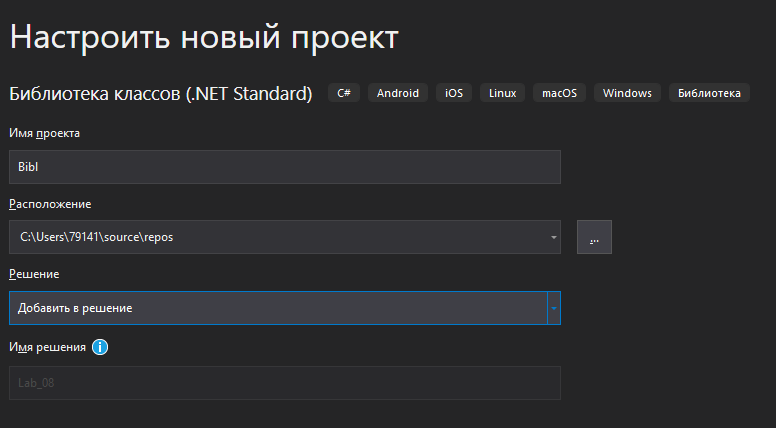 Настроить новый проект
Библиотека классов (.NET Standard) C# Android iOS Linux macOS Windows Библиотека
Имя проекта
Bibl
Расположение
C:\Users\79141\source\repos
...
Решение
Добавить в решение
Имя решения i
Lab_08